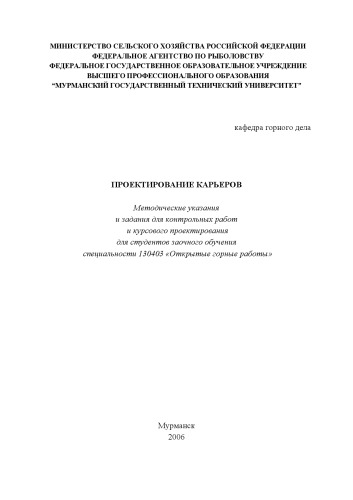 МИНИСТЕРСТВО СЕЛЬСКОГО ХОЗЯЙСТВА РОССИЙСКОЙ ФЕДЕРАЦИИ
ФЕДЕРАЛЬНОЕ АГЕНТСТВО ПО РЫБОЛОВСТВУ
ФЕДЕРАЛЬНОЕ ГОСУДАРСТВЕННОЕ ОБРАЗОВАТЕЛЬНОЕ УЧРЕЖДЕНИЕ
ВЫСШЕГО ПРОФЕССИОНАЛЬНОГО ОБРАЗОВАНИЯ
“МУРМАНСКИЙ ГОСУДАРСТВЕННЫЙ ТЕХНИЧЕСКИЙ УНИВЕРСИТЕТ”
кафедра горного дела
ПРОЕКТИРОВАНИЕ КАРЬЕРОВ
Методические указания
и задания для контрольных работ
и курсового проектирования
для студентов заочного обучения
специальности 130403 «Открытые горные работы»
Мурманск
2006